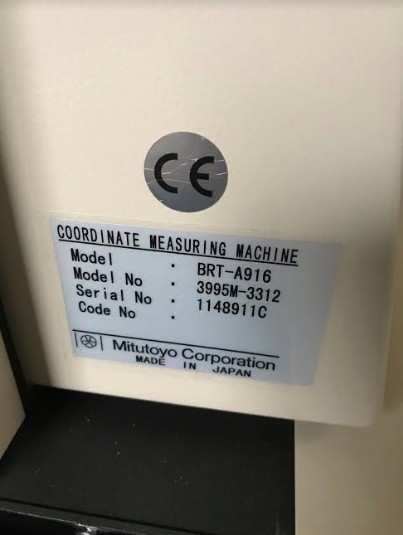 CE
COORDINATE MEASURING MACHINE
Model : BRT-A916
Model No : 3995M-3312
Serial No : 1148911C
Code No :
Mitutoyo Corporation
MADE IN JAPAN